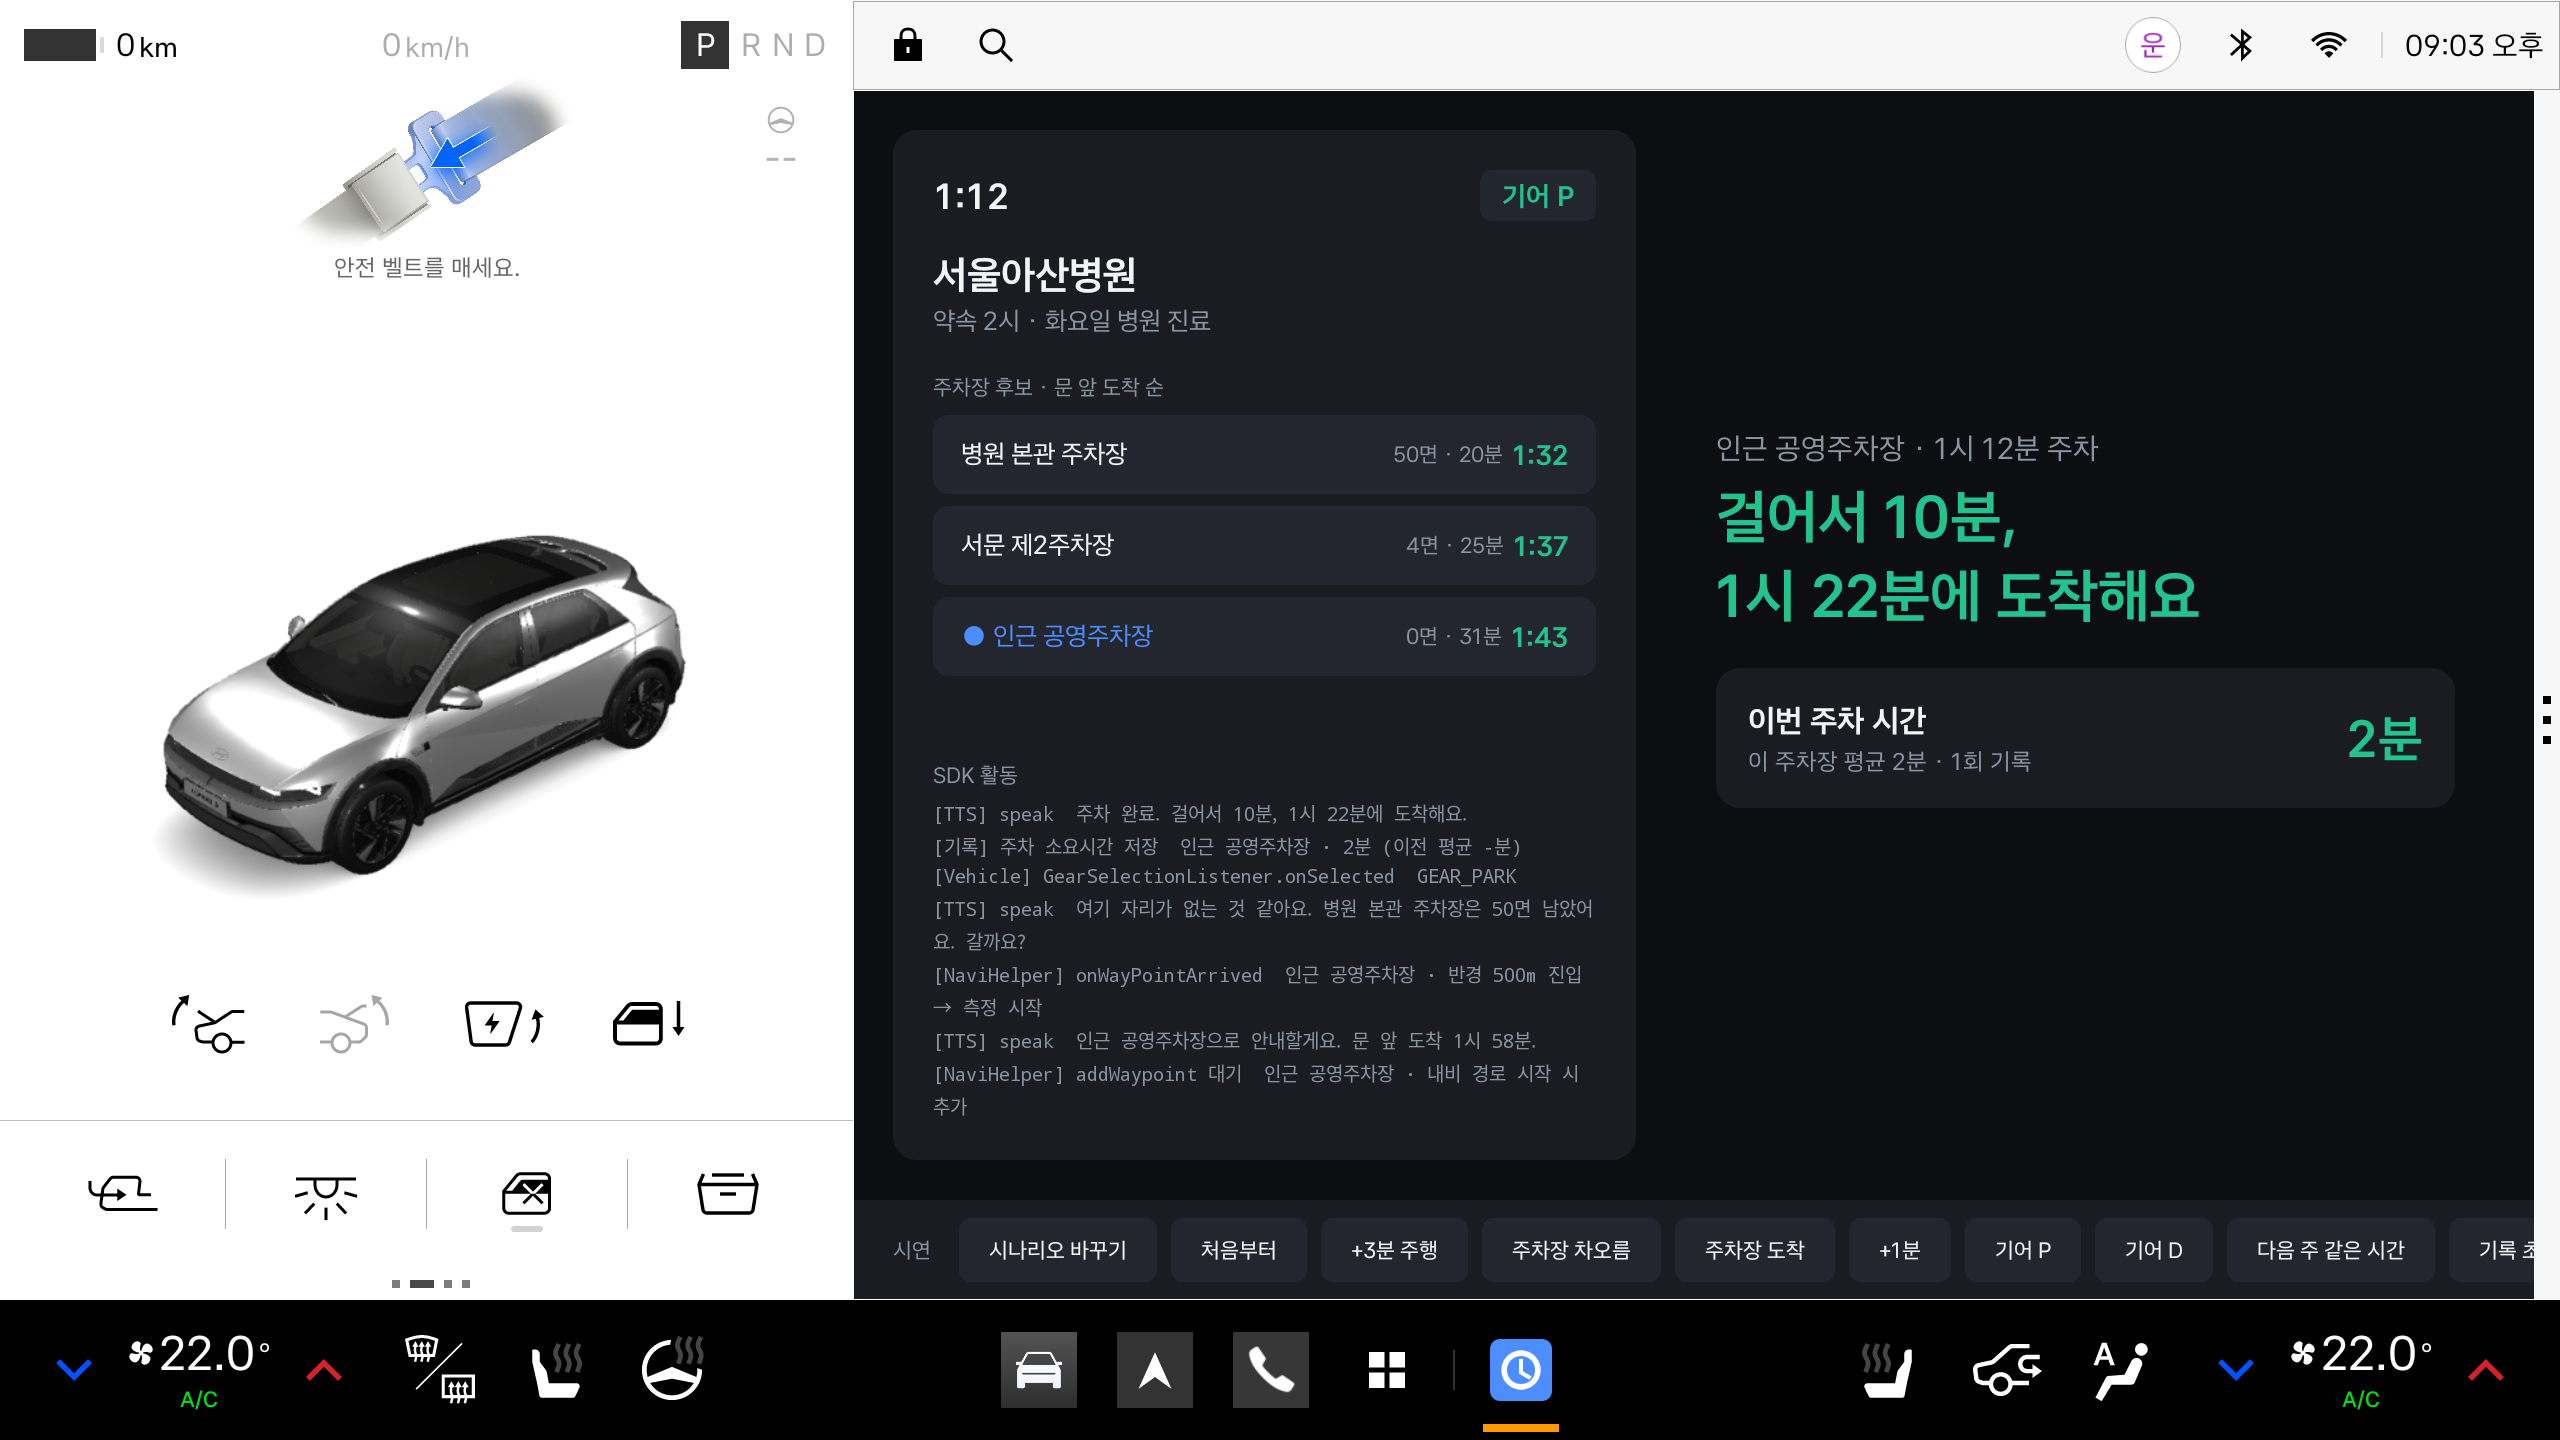 0 km
0 km/h
P R N D
안전 벨트를 매세요.
운
09:03 오후
1:12
기어 P
서울아산병원
약속 2시 · 화요일 병원 진료
주차장 후보 · 문 앞 도착 순
병원 본관 주차장 50면 · 20분 1:32
서문 제2주차장 4면 · 25분 1:37
인근 공영주차장 0면 · 31분 1:43
SDK 활동
[TTS] speak 주차 완료. 걸어서 10분, 1시 22분에 도착해요.
[기록] 주차 소요시간 저장 인근 공영주차장 · 2분 (이전 평균 -분)
[Vehicle] GearSelectionListener.onSelected GEAR_PARK
[TTS] speak 여기 자리가 없는 것 같아요. 병원 본관 주차장은 50면 남았어
요. 갈까요?
[NaviHelper] onWayPointArrived 인근 공영주차장 · 반경 500m 진입
→ 측정 시작
[TTS] speak 인근 공영주차장으로 안내할게요. 문 앞 도착 1시 58분.
[NaviHelper] addWaypoint 대기 인근 공영주차장 · 내비 경로 시작 시
추가
인근 공영주차장 · 1시 12분 주차
걸어서 10분,
1시 22분에 도착해요
이번 주차 시간
이 주차장 평균 2분 · 1회 기록
2분
시연 시나리오 바꾸기 처음부터 +3분 주행 주차장 차오름 주차장 도착 +1분 기어 P 기어 D 다음 주 같은 시간 기록
22.0°
A/C
A
22.0°
A/C